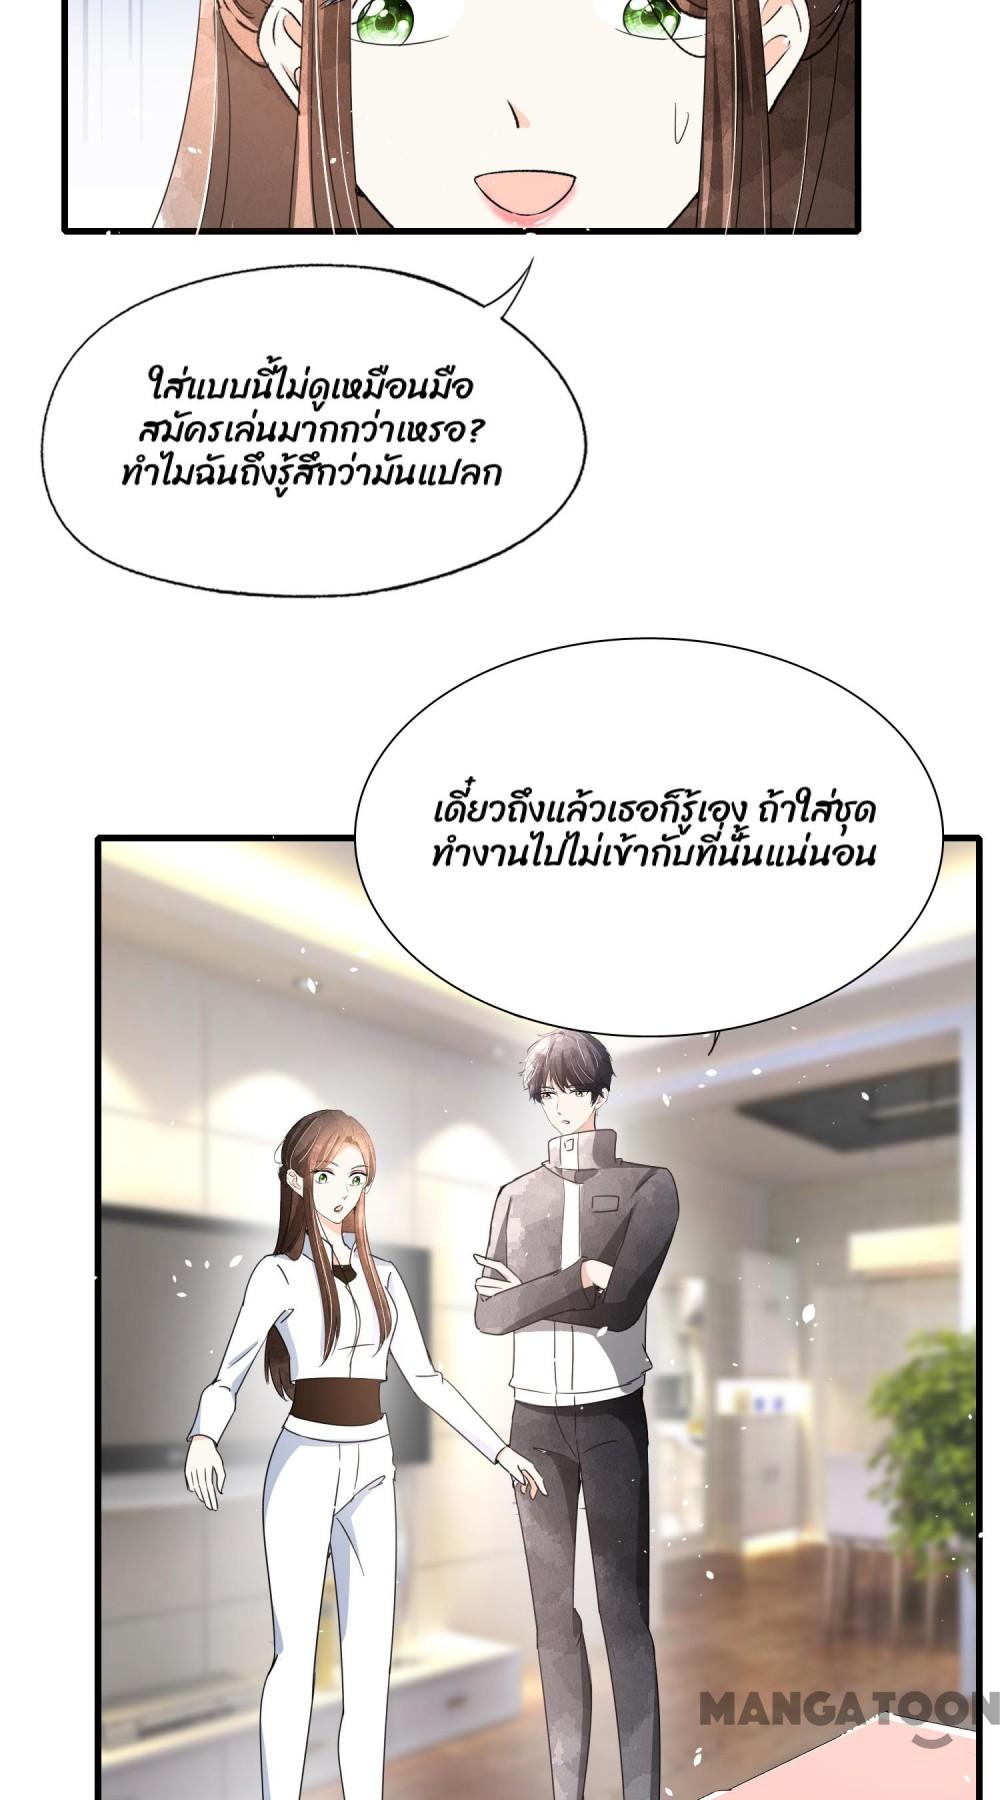 ใส่แบบนี้ไม่ดูเหมือนมือ
สมัครเล่นมากกว่าเหรอ?
ทำไมฉันถึงรู้สึกว่ามันแปลก
เดี๋ยวถึงแล้วเธอก็รู้เอง ถ้าใส่ชุด
ทำงานไปไม่เข้ากับที่นั่นแน่นอน
MANGATOON